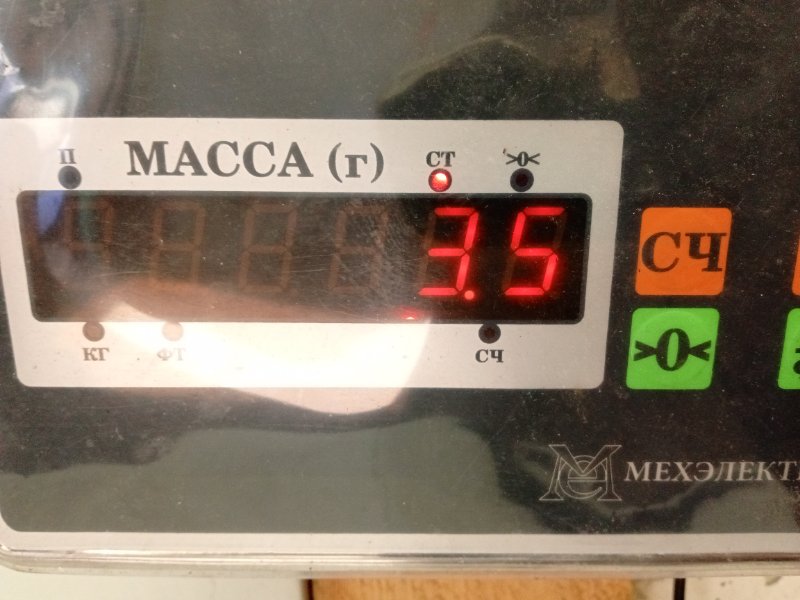 П МАССА (г) СТ >0<
3.5
КГ ФТ СЧ
СЧ
>0<
МЕХЭЛЕКТ